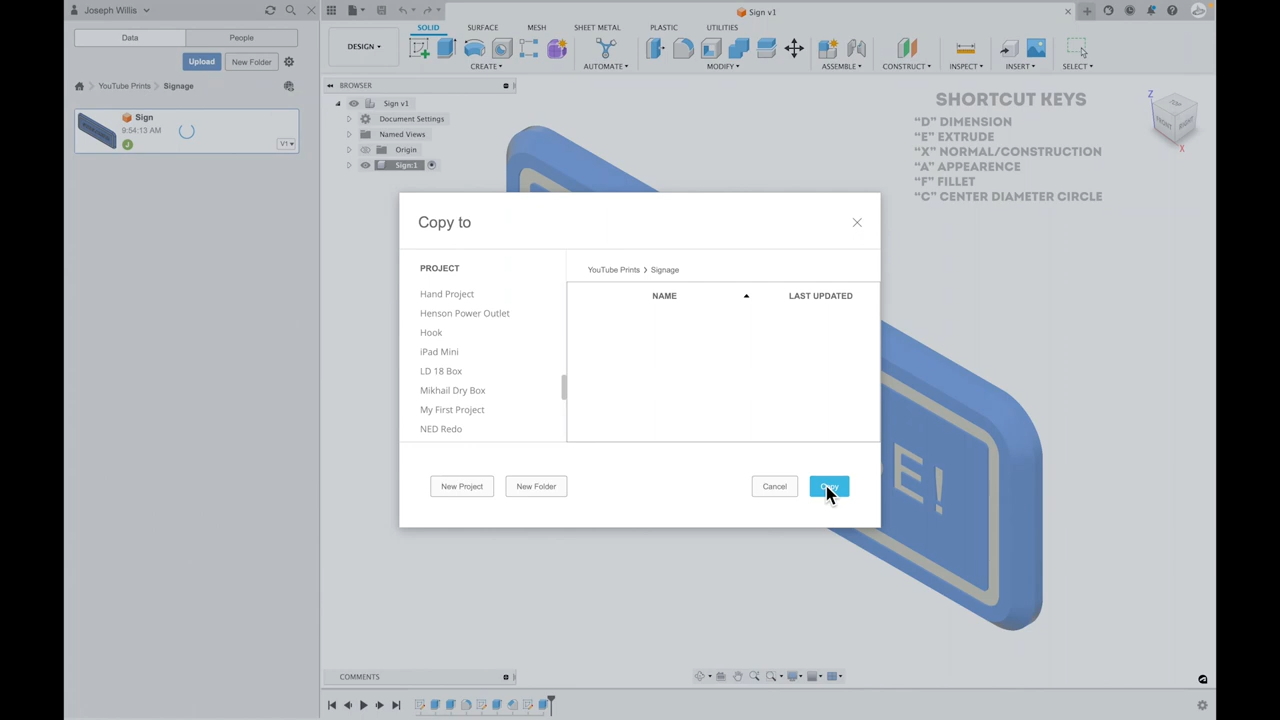 Joseph Willis
Sign v1
Data
People
Upload
New Folder
YouTube Prints
Signage
Sign
9:54:13 AM
J
V1
DESIGN
SOLID
SURFACE
MESH
SHEET METAL
PLASTIC
UTILITIES
CREATE
AUTOMATE
MODIFY
ASSEMBLE
CONSTRUCT
INSPECT
INSERT
SELECT
BROWSER
Sign v1
Document Settings
Named Views
Origin
Sign:1
SHORTCUT KEYS
“D” DIMENSION
“E” EXTRUDE
“X” NORMAL/CONSTRUCTION
“A” APPEARENCE
“F” FILLET
“C” CENTER DIAMETER CIRCLE
Z
TOP
FRONT
RIGHT
X
Copy to
PROJECT
Hand Project
Henson Power Outlet
Hook
iPad Mini
LD 18 Box
Mikhail Dry Box
My First Project
NED Redo
YouTube Prints > Signage
NAME
LAST UPDATED
New Project
New Folder
Cancel
Copy
E!
COMMENTS